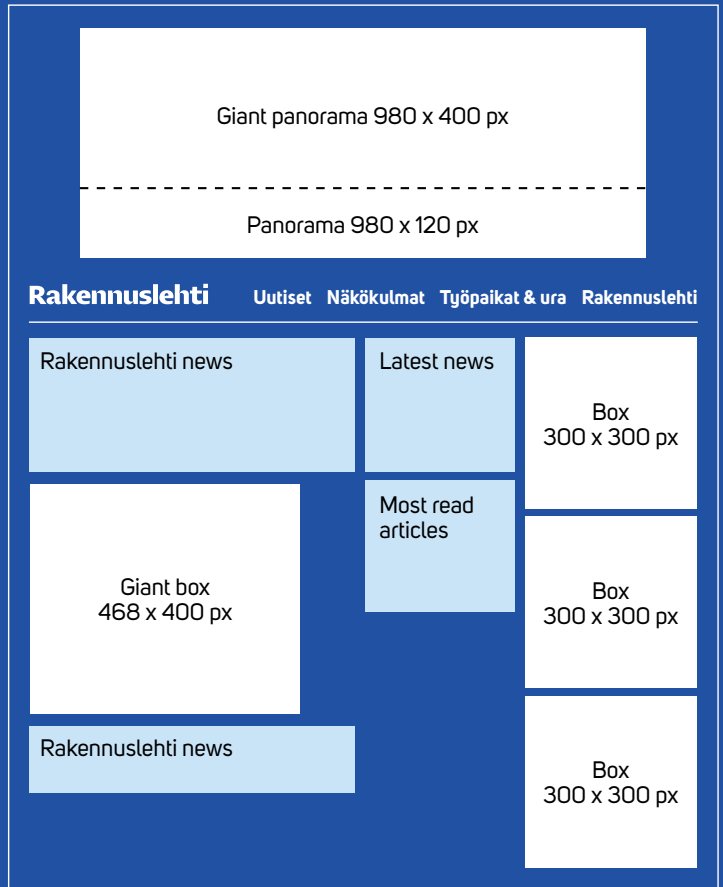 Giant panorama 980 x 400 px
Panorama 980 x 120 px
Rakennuslehti
Uutiset Näkökulmat Työpaikat & ura Rakennuslehti
Rakennuslehti news
Latest news
Box
300 x 300 px
Most read
articles
Giant box
468 x 400 px
Box
300 x 300 px
Rakennuslehti news
Box
300 x 300 px